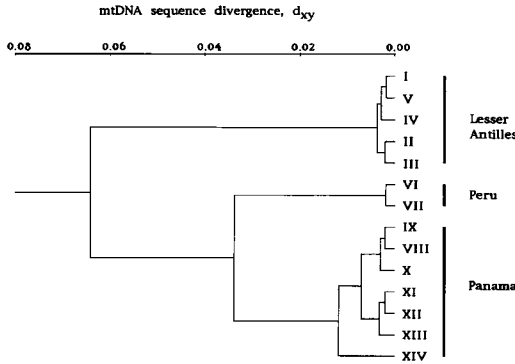 mtDNA sequence divergence, dxy
0.08 0.06 0.04 0.02 0.00
I
V
IV
II
III
Lesser
Antilles
VI
VII
Peru
IX
VIII
X
XI
XII
XIII
XIV
Panama